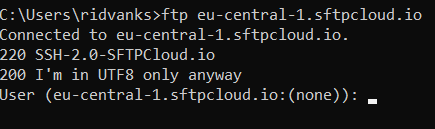 C:\Users\ridvanks>ftp eu-central-1.sftpcloud.io
Connected to eu-central-1.sftpcloud.io.
220 SSH-2.0-SFTPCloud.io
200 I'm in UTF8 only anyway
User (eu-central-1.sftpcloud.io:(none)): _